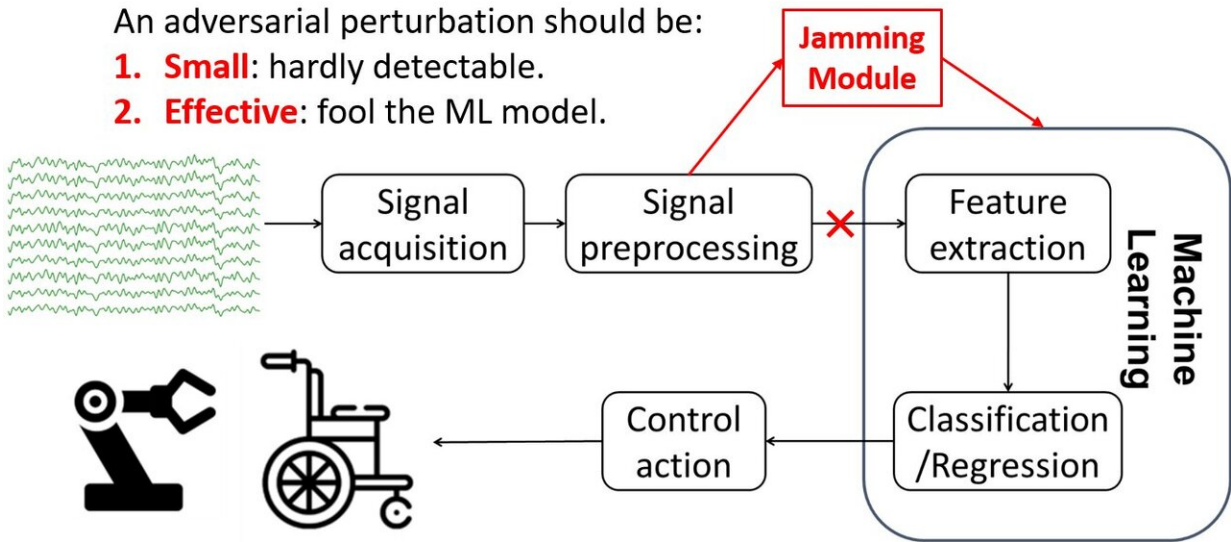 An adversarial perturbation should be:
1. Small: hardly detectable.
2. Effective: fool the ML model.
Jamming
Module
Signal
acquisition
Signal
preprocessing
Feature
extraction
Machine
Learning
Classification
/Regression
Control
action